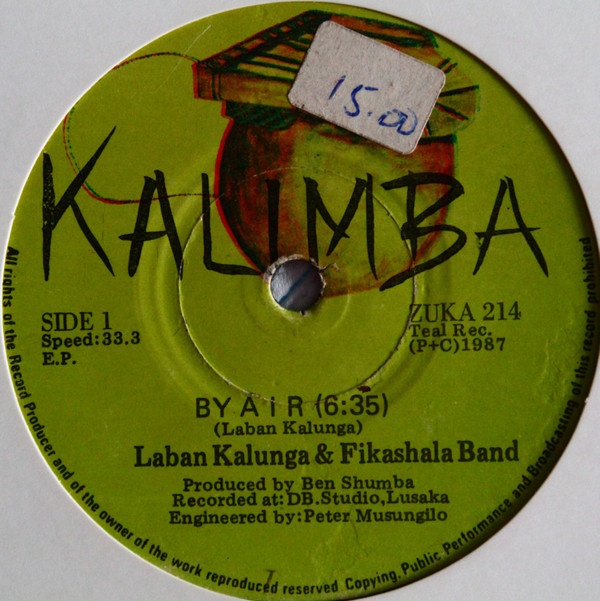 15.00
KALIMBA
SIDE 1
Speed:33.3
E.P.
ZUKA 214
Teal Rec.
(P+C)1987
BY A I R (6:35)
(Laban Kalunga)
Laban Kalunga & Fikashala Band
Produced by Ben Shumba
Recorded at:DB.Studio,Lusaka
Engineered by:Peter Musungilo
All rights of the Record Producer and of the owner of the work reproduced reserved Copying, Public Performance and Broadcasting of this record prohibited